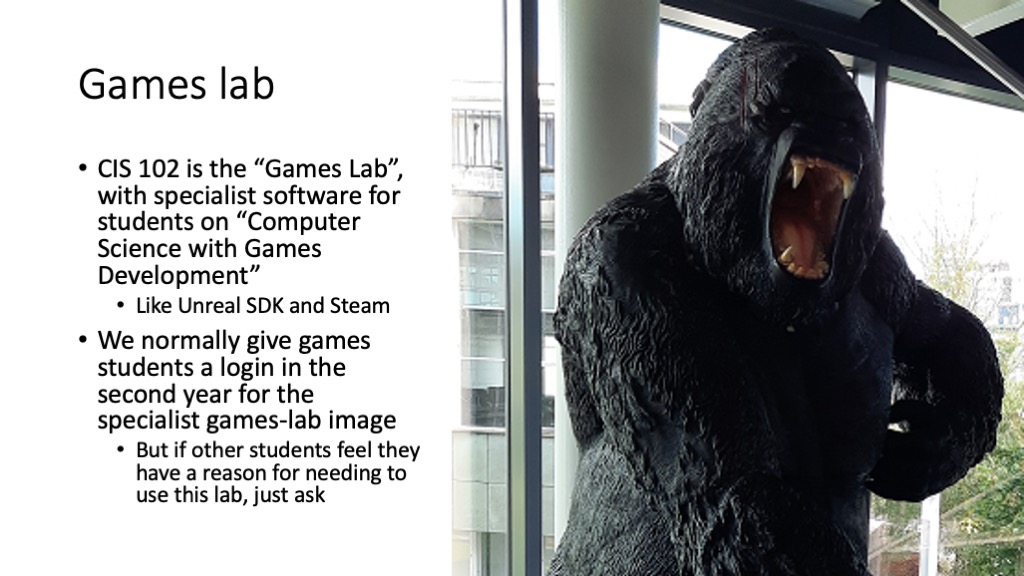 Games lab
• CIS 102 is the “Games Lab”,
with specialist software for
students on “Computer
Science with Games
Development”
• Like Unreal SDK and Steam
• We normally give games
students a login in the
second year for the
specialist games-lab image
• But if other students feel they
have a reason for needing to
use this lab, just ask